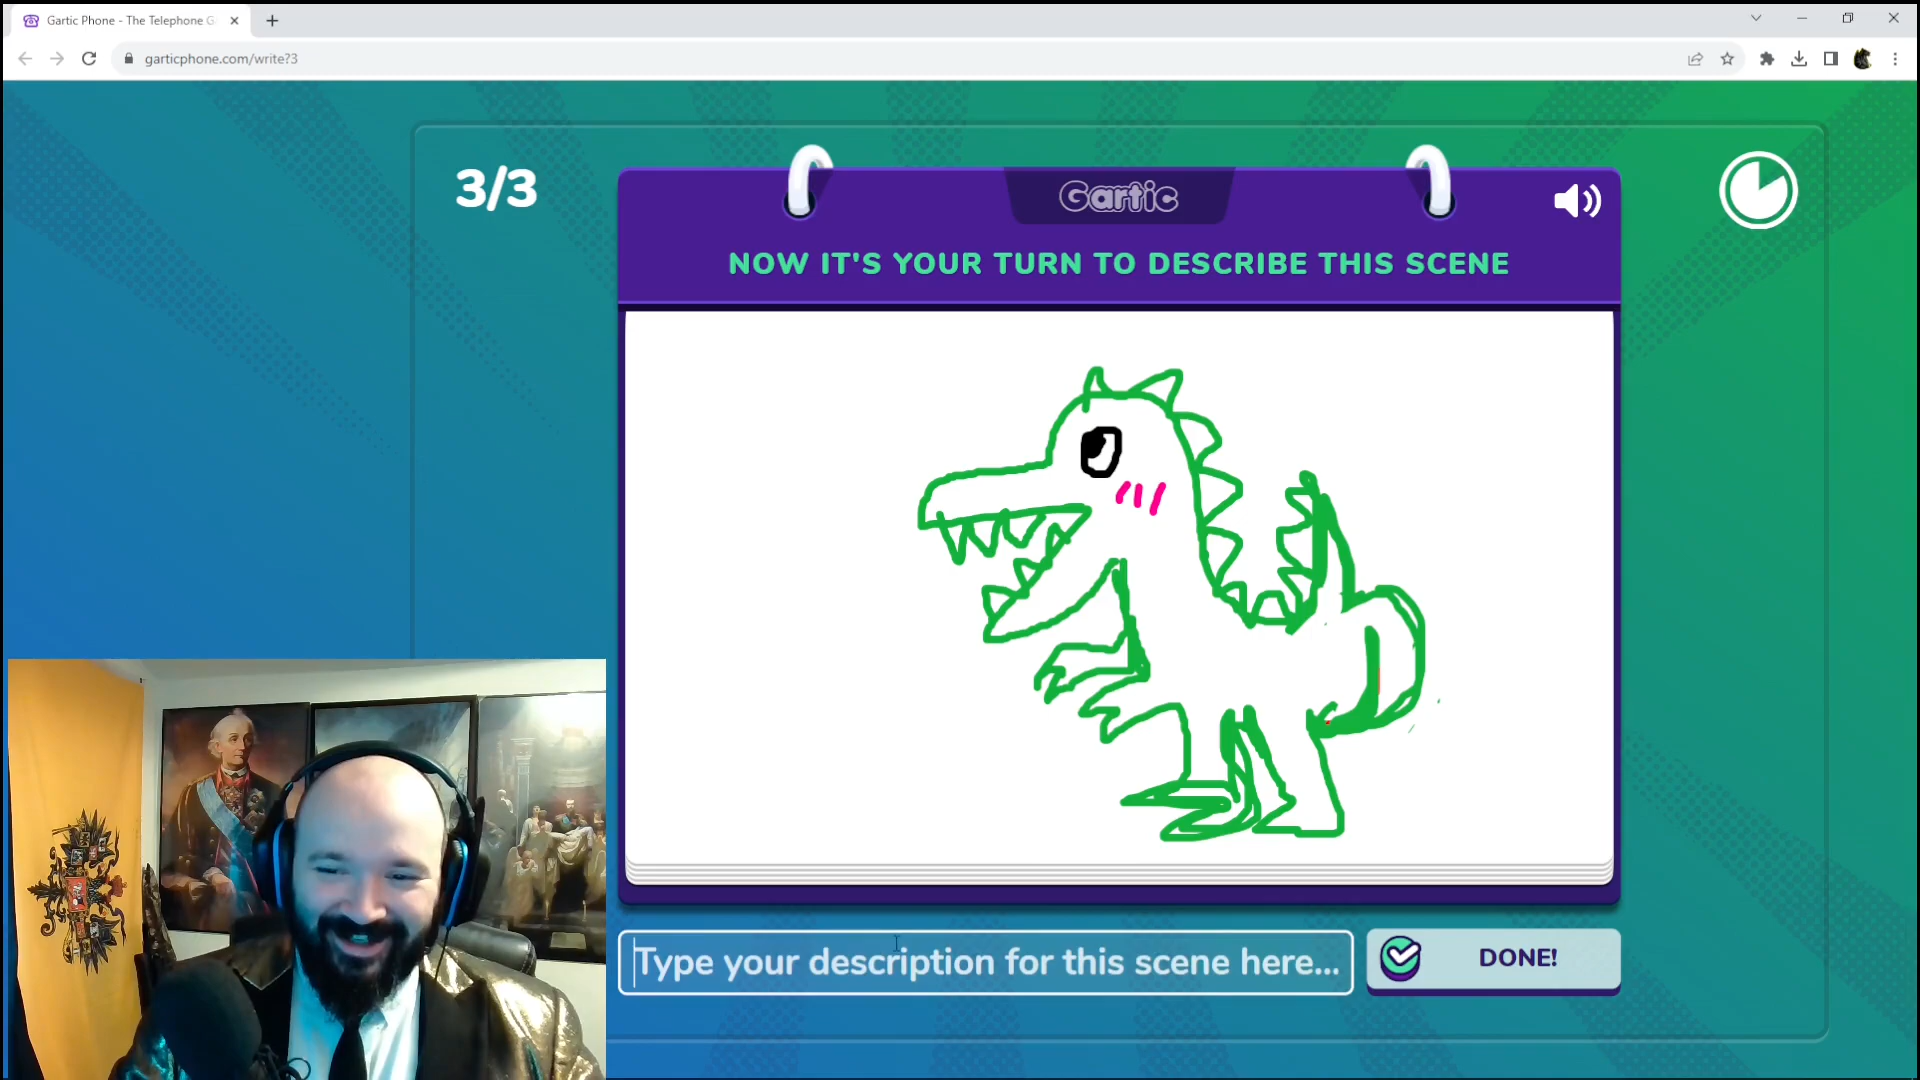 Gartic Phone - The Telephone G
garticphone.com/write?3
3/3
Gartic
NOW IT'S YOUR TURN TO DESCRIBE THIS SCENE
Type your description for this scene here...
DONE!